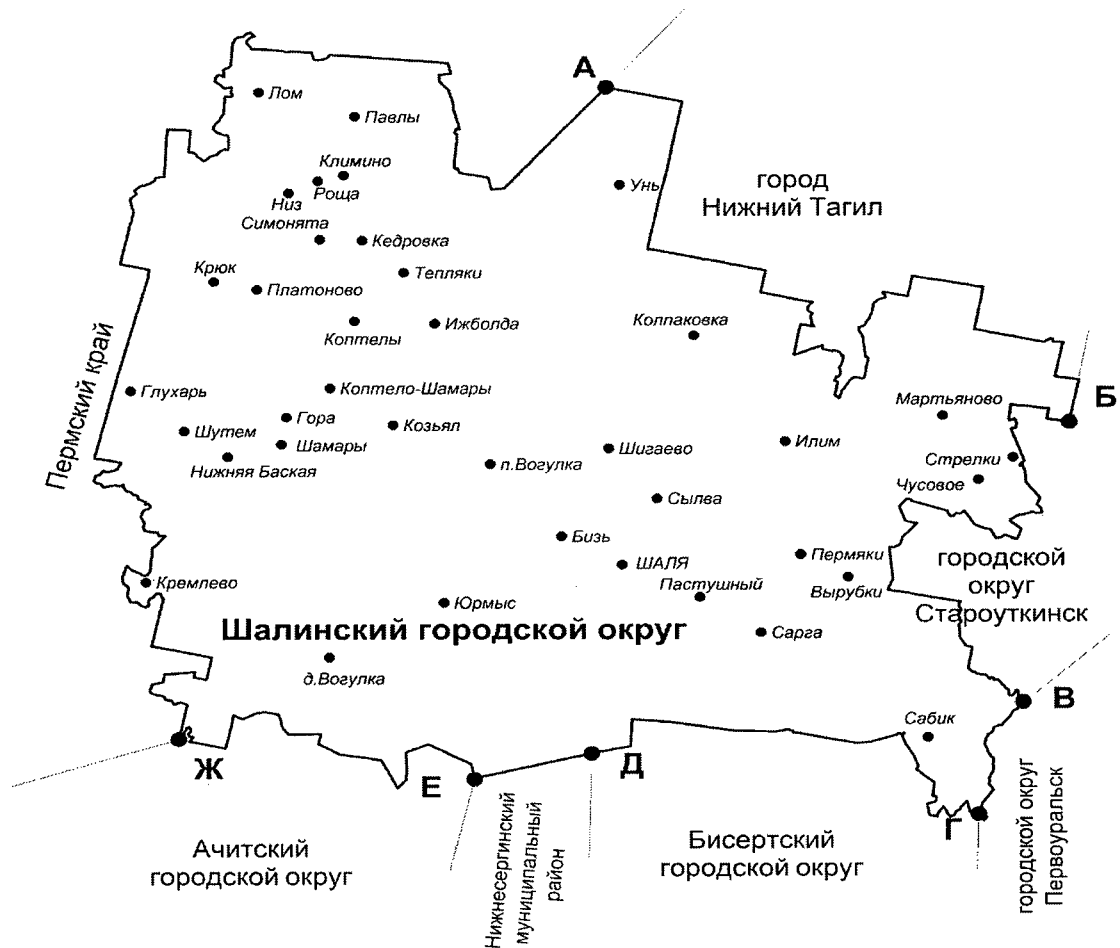 А
Лом
Павлы
Климино
Роща
Низ
Унь
город
Нижний Тагил
Симонята
Кедровка
Тепляки
Крюк
Платоново
Коптелы
Ижболда
Колпаковка
Пермский край
Глухарь
Коптело-Шамары
Мартьяново
Б
Гора
Козьял
Шутем
Шамары
Нижняя Баская
п.Вогулка
Шигаево
Илим
Стрелки
Чусовое
Сылва
Бизь
ШАЛЯ
Пермяки
Пастушный
Вырубки
городской
округ
Староуткинск
Кремлево
Юрмыс
Шалинский городской округ
Сарга
д.Вогулка
В
Сабик
Ж
Е
Д
Г
Ачитский
городской округ
Нижнесергинский
муниципальный
район
Бисертский
городской округ
городской округ
Первоуральск